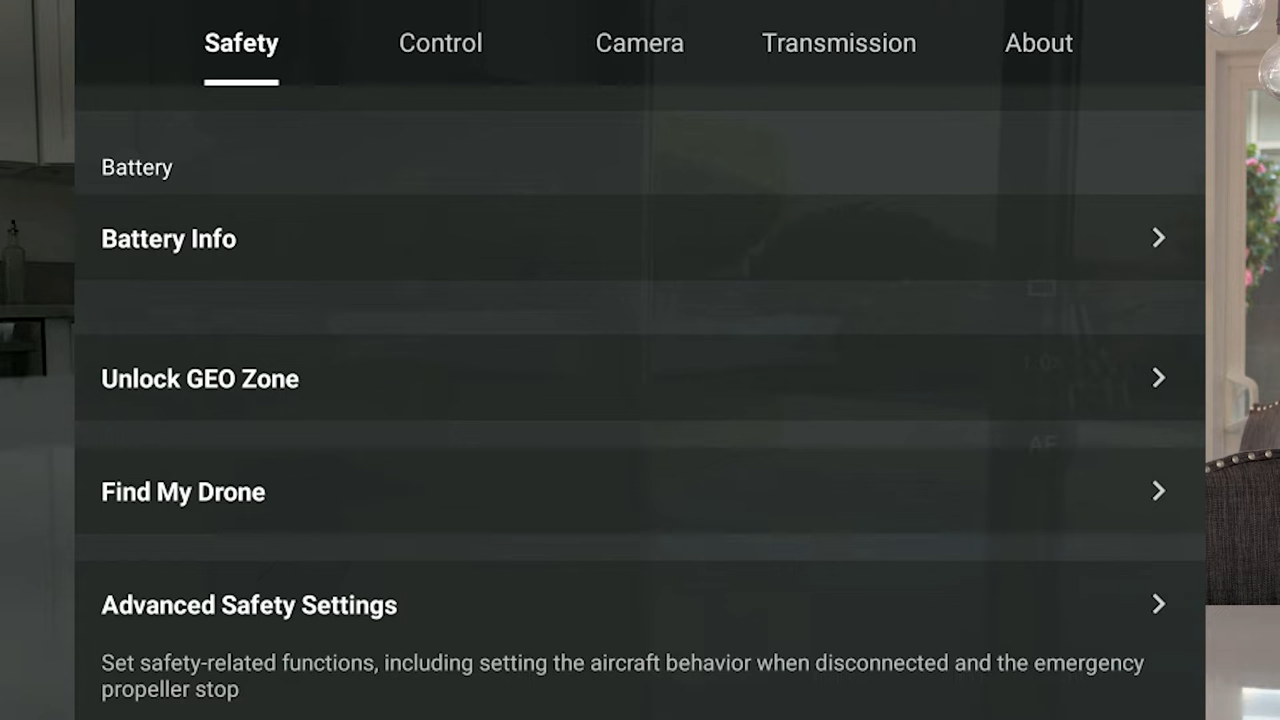 Safety Control Camera Transmission About
Battery
Battery Info
Unlock GEO Zone
Find My Drone
AF
Advanced Safety Settings
Set safety-related functions, including setting the aircraft behavior when disconnected and the emergency
propeller stop